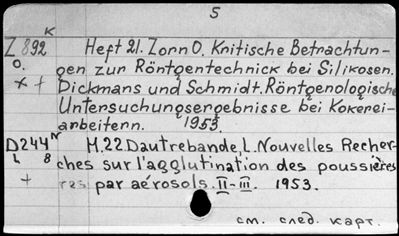 5
K
Z 892 Heft 21. Zorn O. Kritische Betrachtun-
o. gen zur Röntgentechnick bei Silikosen.
x + Dickmans und Schmidt. Röntgenologische
Untersuchungsergebnisse bei Kokerei-
arbeitern. 1953.
D244 H.22 Dautrebande, L. Nouvelles Recher-
L 8 ches sur l'agglutination des poussières
+ res par aérosols. II-III. 1953.
см. след. карт.